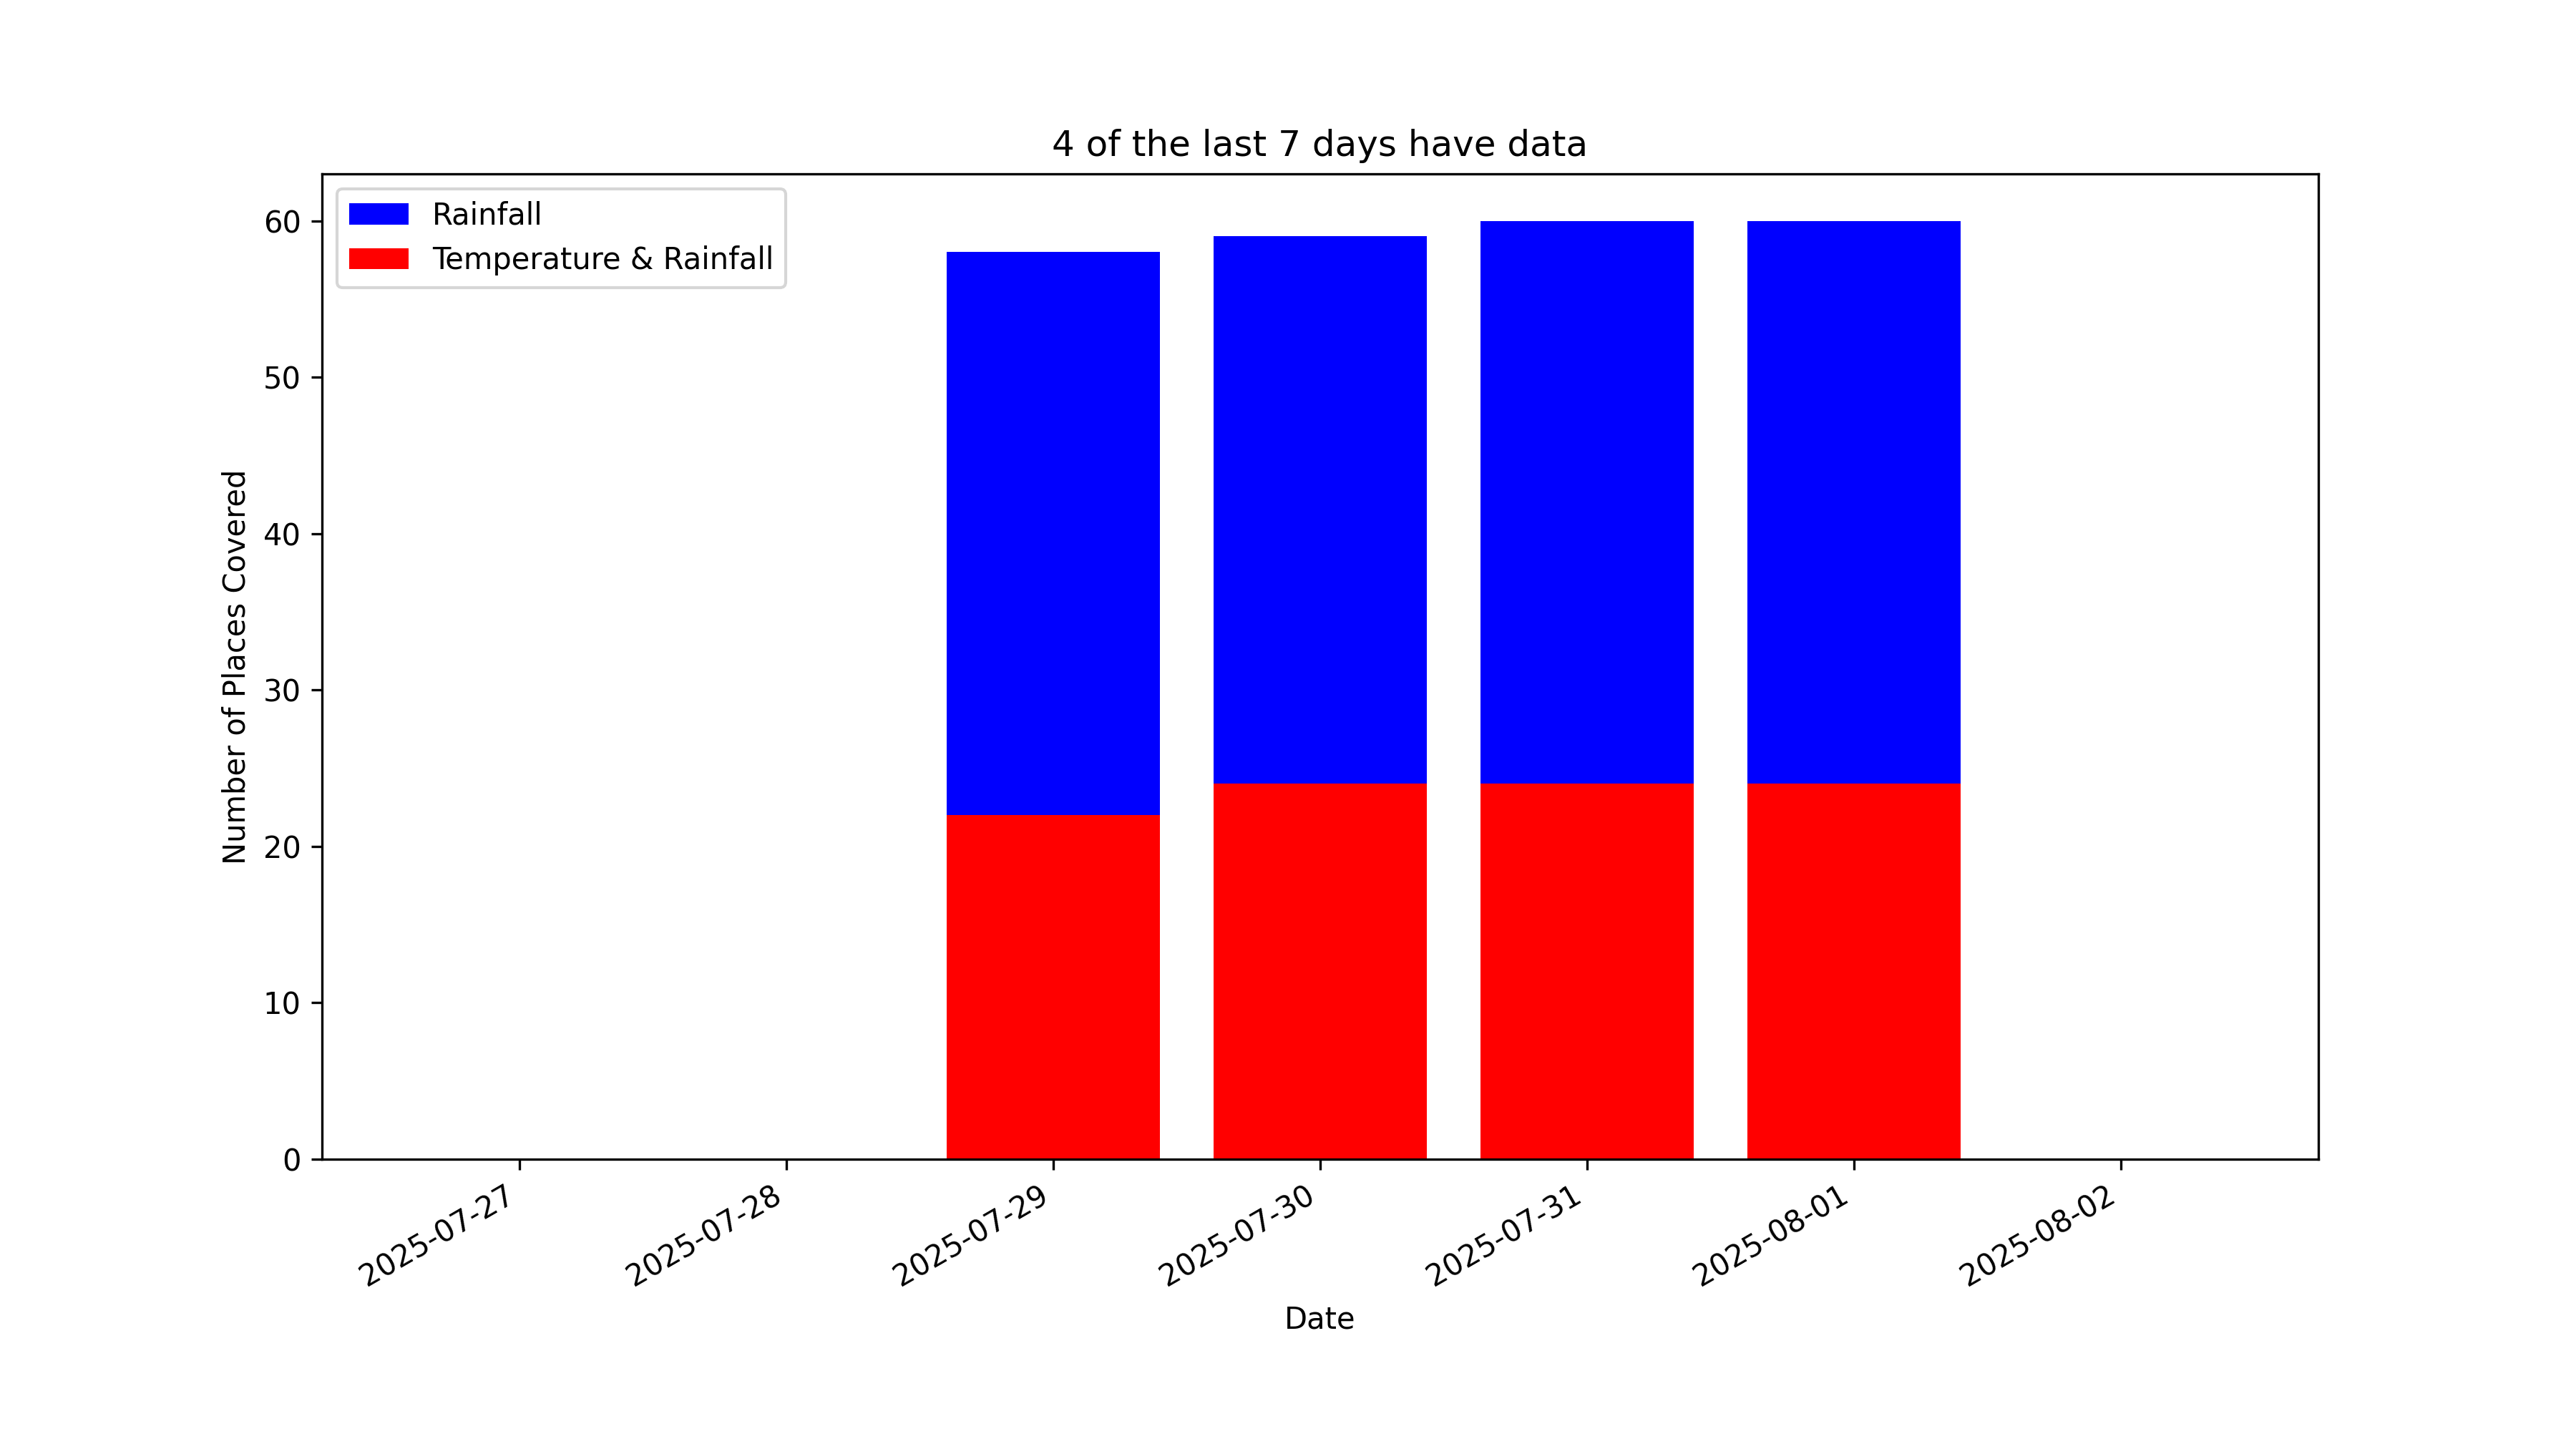 4 of the last 7 days have data
Rainfall
Temperature & Rainfall
Number of Places Covered
60
50
40
30
20
10
0
2025-07-27
2025-07-28
2025-07-29
2025-07-30
2025-07-31
2025-08-01
2025-08-02
Date